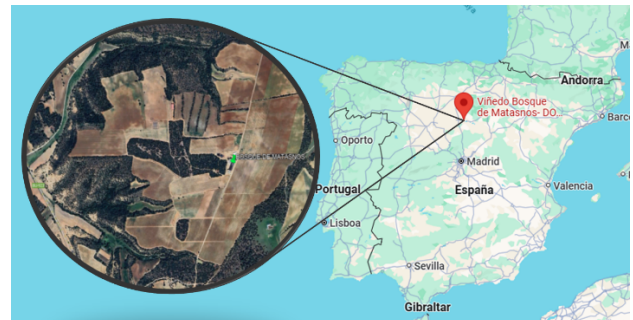 Andorra
Viñedo Bosque
de Matasnos- DO.
Barce
Oporto
Madrid
Portugal
España
Valencia
Lisboa
Sevilla
Gibraltar